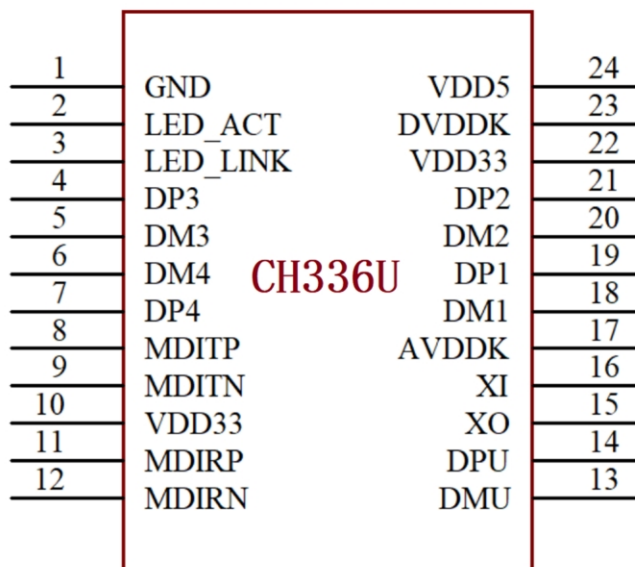 1 GND VDD5 24
2 LED_ACT DVDDK 23
3 LED_LINK VDD33 22
4 DP3 DP2 21
5 DM3 DM2 20
6 DM4 CH336U DP1 19
7 DP4 DM1 18
8 MDITP AVDDK 17
9 MDITN XI 16
10 VDD33 XO 15
11 MDIRP DPU 14
12 MDIRN DMU 13